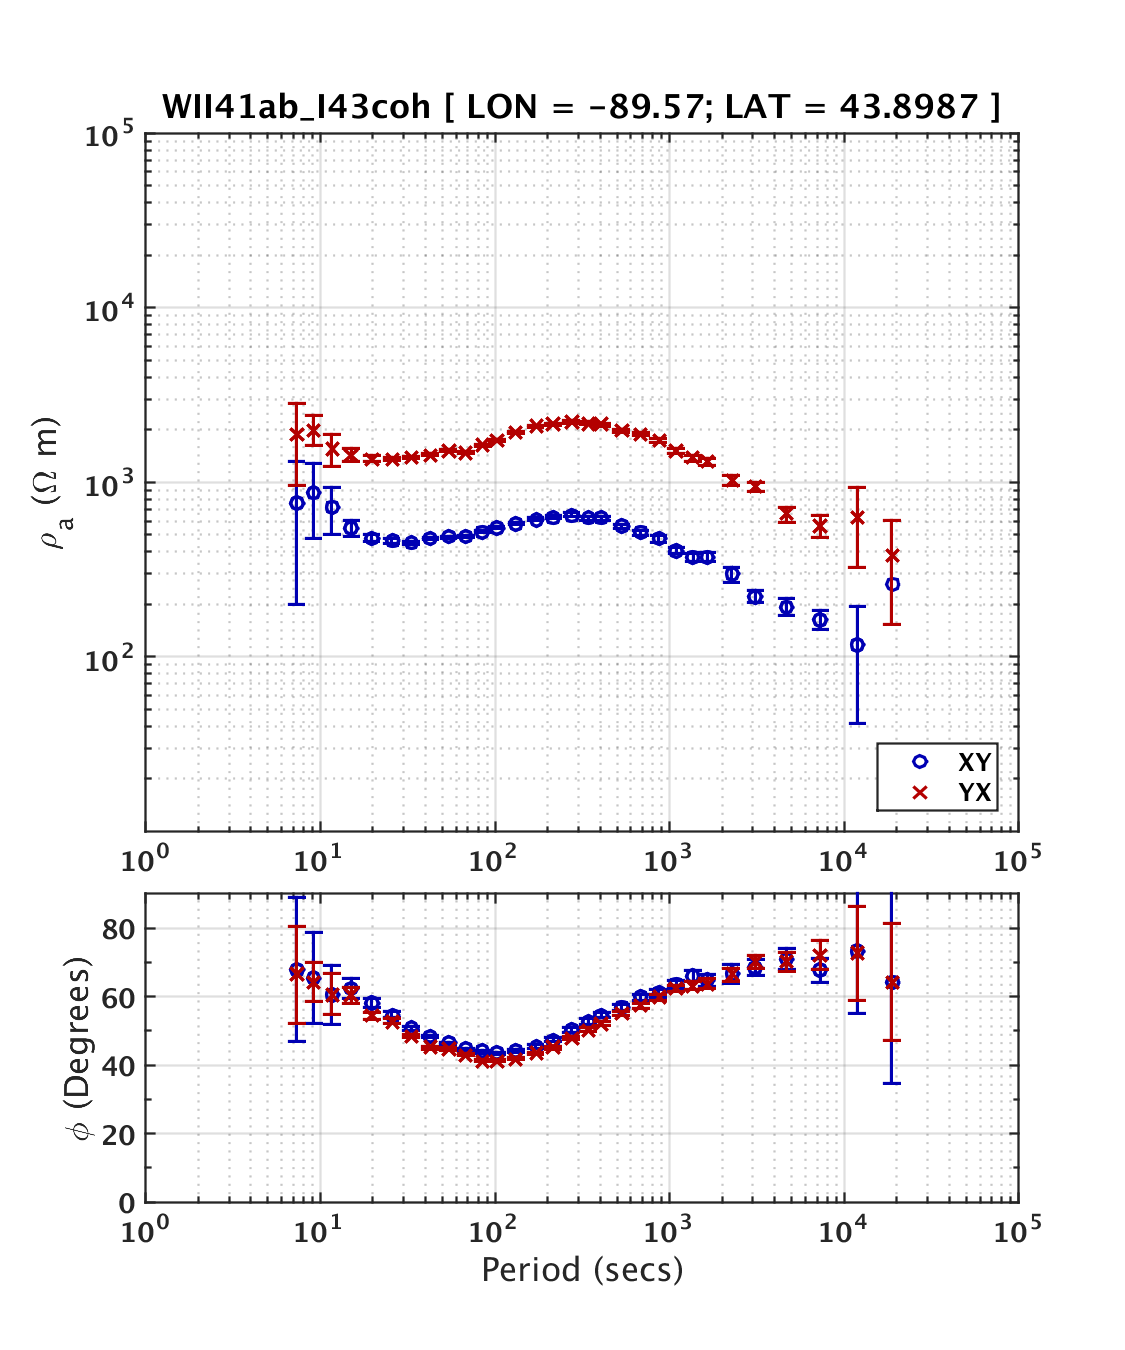 WII41ab_I43coh [ LON = -89.57; LAT = 43.8987 ]
10^5
10^4
10^3
10^2
ρa (Ω m)
XY
YX
10^0 10^1 10^2 10^3 10^4 10^5
80
60
40
20
0
ϕ (Degrees)
10^0 10^1 10^2 10^3 10^4 10^5
Period (secs)